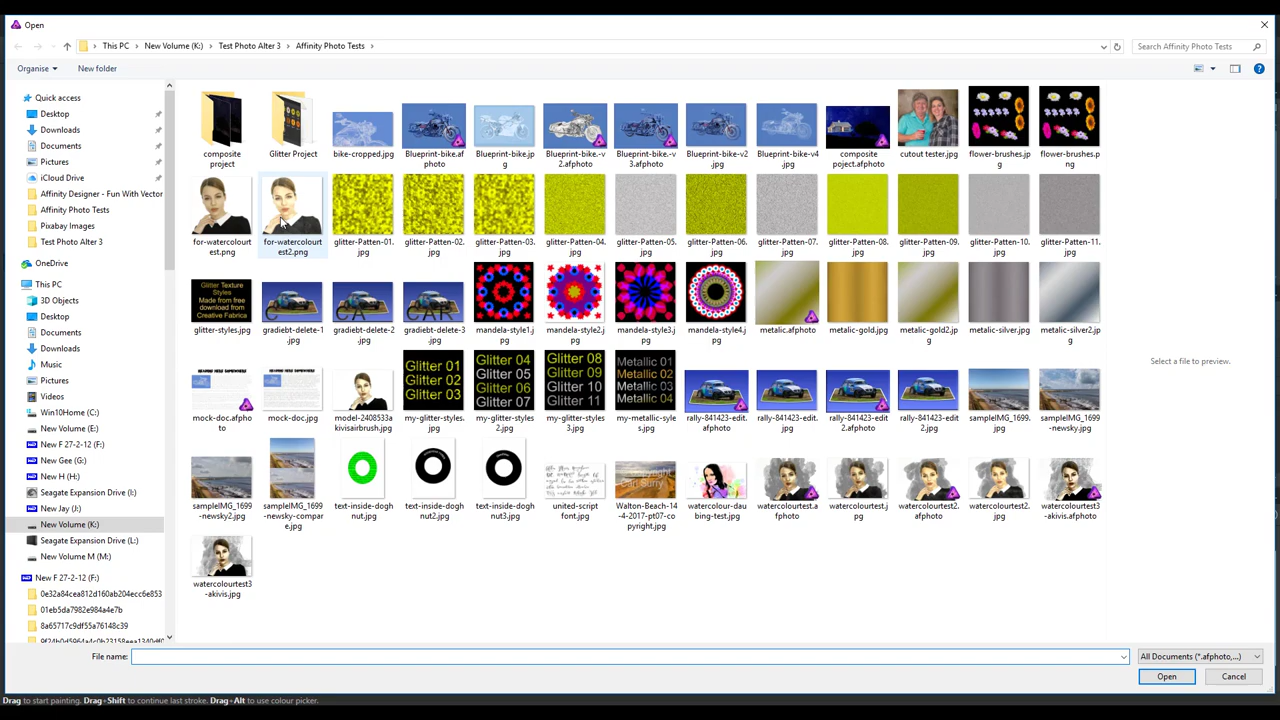 Open
This PC > New Volume (K:) > Test Photo Alter 3 > Affinity Photo Tests >
Search Affinity Photo Tests
Organise
New folder
Quick access
Desktop
Downloads
Documents
Pictures
iCloud Drive
Affinity Designer - Fun With Vector
Affinity Photo Tests
Pixabay Images
Test Photo Alter 3
OneDrive
This PC
3D Objects
Desktop
Documents
Downloads
Music
Pictures
Videos
Win10Home (C:)
New Volume (E:)
New F 27-2-12 (F:)
New Gee (G:)
New H (H:)
Seagate Expansion Drive (I:)
New Jay (J:)
New Volume (K:)
Seagate Expansion Drive (L:)
New Volume M (M:)
New F 27-2-12 (F:)
0e32a84cea812d160ab204ecc6e853
01eb5da7982e984a4e7b
8a65717c9df55a76148c39
composite project
Glitter Project
bike-cropped.jpg
Blueprint-bike.afphoto
Blueprint-bike.jpg
Blueprint-bike.-v2.afphoto
Blueprint-bike.-v3.afphoto
Blueprint-bike-v2.jpg
Blueprint-bike-v4.jpg
composite project.afphoto
cutout tester.jpg
flower-brushes.jpg
flower-brushes.png
for-watercolourtest.png
for-watercolourtest2.png
glitter-Patten-01.jpg
glitter-Patten-02.jpg
glitter-Patten-03.jpg
glitter-Patten-04.jpg
glitter-Patten-05.jpg
glitter-Patten-06.jpg
glitter-Patten-07.jpg
glitter-Patten-08.jpg
glitter-Patten-09.jpg
glitter-Patten-10.jpg
glitter-Patten-11.jpg
Glitter Texture
Styles
Made from free
download from
Creative Fabrica
C
CA
CAR
glitter-styles.jpg
gradiebt-delete-1.jpg
gradiebt-delete-2.jpg
gradiebt-delete-3.jpg
mandela-style1.jpg
mandela-style2.jpg
mandela-style3.jpg
mandela-style4.jpg
metalic.afphoto
metalic-gold.jpg
metalic-gold2.jpg
metalic-silver.jpg
metalic-silver2.jpg
Glitter 01
Glitter 02
Glitter 03
Glitter 04
Glitter 05
Glitter 06
Glitter 07
Glitter 08
Glitter 09
Glitter 10
Glitter 11
Metallic 01
Metallic 02
Metallic 03
Metallic 04
mock-doc.afphoto
mock-doc.jpg
model-2408533akivisairbrush.jpg
my-glitter-styles.jpg
my-glitter-styles2.jpg
my-glitter-styles3.jpg
my-metallic-styles.jpg
rally-841423-edit.afphoto
rally-841423-edit.jpg
rally-841423-edit2.afphoto
rally-841423-edit2.jpg
sampleIMG_1699.jpg
sampleIMG_1699-newsky.jpg
sampleIMG_1699-newsky2.jpg
sampleIMG_1699-newsky-compare.jpg
text-inside-doghnut.jpg
text-inside-doghnut2.jpg
text-inside-doghnut3.jpg
united-script font.jpg
Walton-Beach-14-4-2017-pt07-copyright.jpg
watercolour-daubing-test.jpg
watercolourtest.afphoto
watercolourtest.jpg
watercolourtest2.afphoto
watercolourtest2.jpg
watercolourtest3-akivis.afphoto
watercolourtest3-akivis.jpg
Select a file to preview.
File name:
All Documents (*.afphoto,...)
Open
Cancel
Drag to start painting. Drag+Shift to continue last stroke. Drag+Alt to use colour picker.